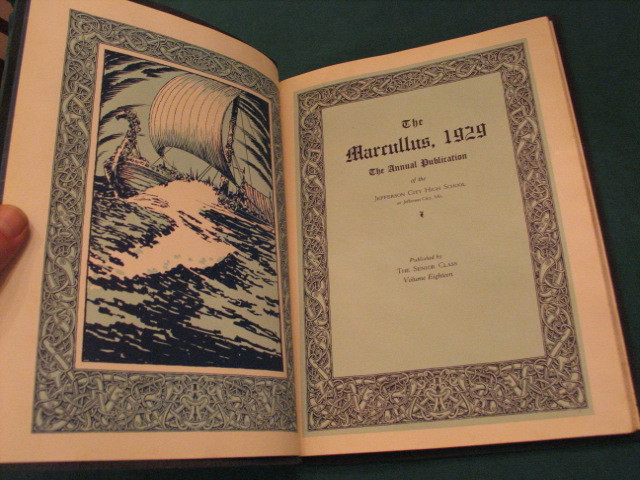 The
Marcullus, 1929
The Annual Publication
of the
Jefferson City High School
at Jefferson City, Mo.
Published by
The Senior Class
Volume Eighteen